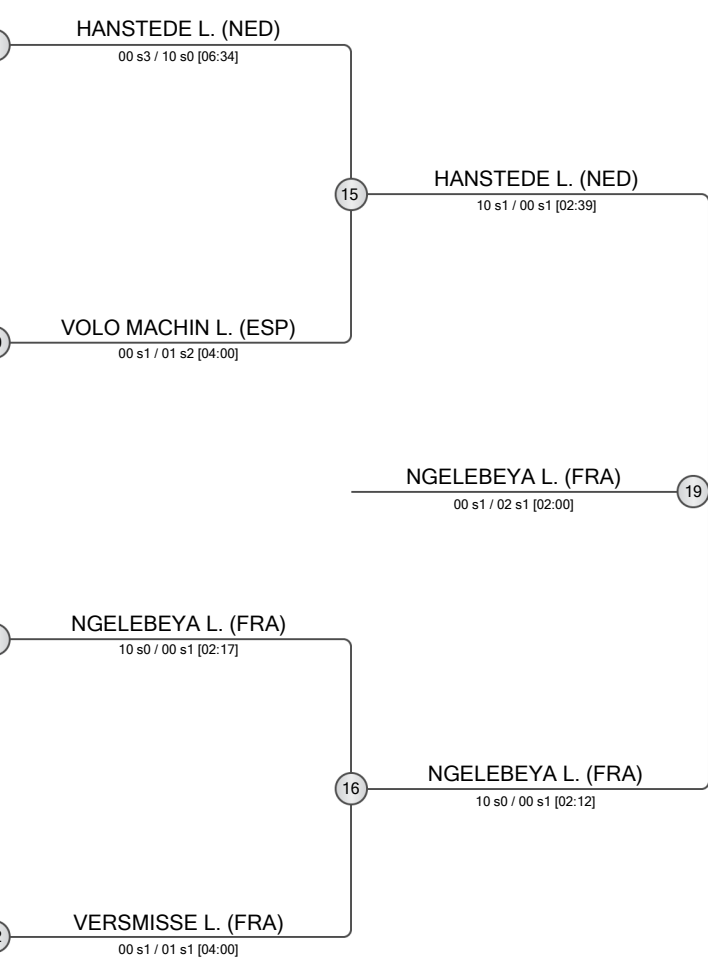 HANSTEDE L. (NED)
00 s3 / 10 s0 [06:34]
15
HANSTEDE L. (NED)
10 s1 / 00 s1 [02:39]
VOLO MACHIN L. (ESP)
00 s1 / 01 s2 [04:00]
NGELEBEYA L. (FRA)
00 s1 / 02 s1 [02:00]
19
NGELEBEYA L. (FRA)
10 s0 / 00 s1 [02:17]
16
NGELEBEYA L. (FRA)
10 s0 / 00 s1 [02:12]
VERSMISSE L. (FRA)
00 s1 / 01 s1 [04:00]